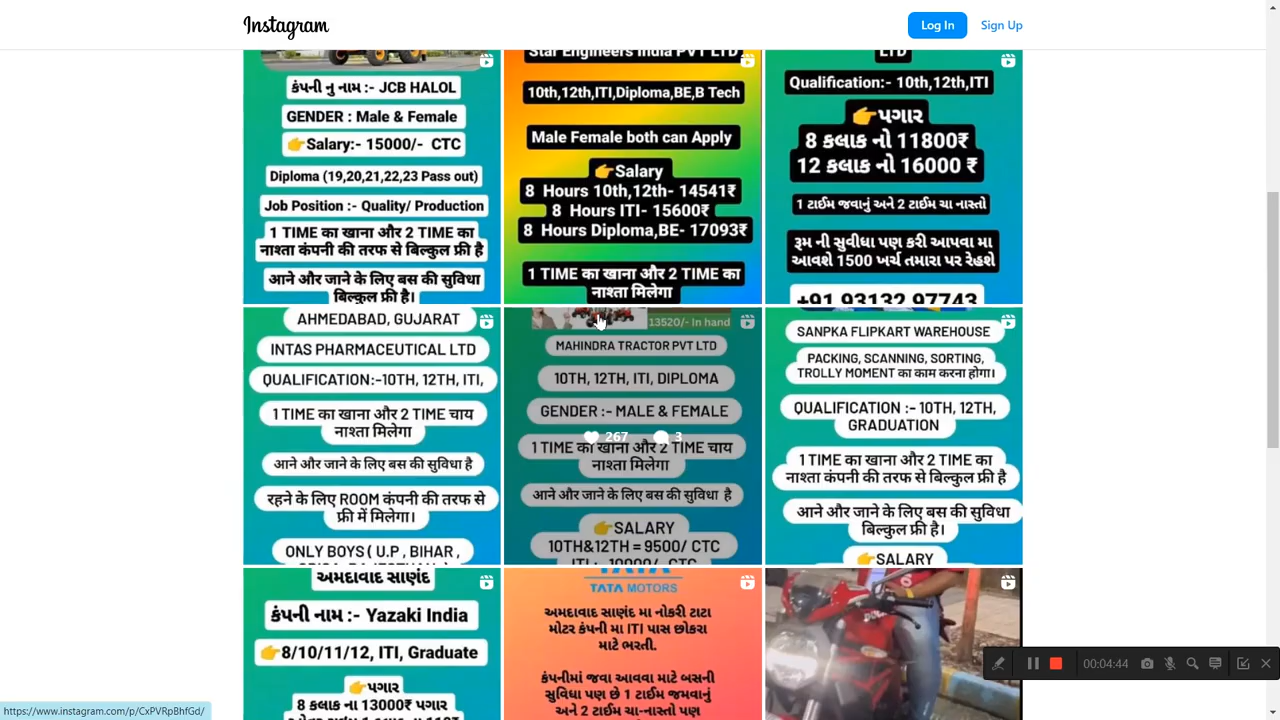 Instagram
Log In
Sign Up
કંપની નુ નામ :- JCB HALOL
GENDER : Male & Female
👉Salary:- 15000/- CTC
Diploma (19,20,21,22,23 Pass out)
Job Position :- Quality/ Production
1 TIME का खाना और 2 TIME का
नाश्ता कंपनी की तरफ से बिल्कुल फ्री है
आने और जाने के लिए बस की सुविधा
बिल्कुल फ्री है।
Star Engineers India PVT LTD
10th,12th,ITI,Diploma,BE,B Tech
Male Female both can Apply
👉Salary
8 Hours 10th,12th- 14541₹
8 Hours ITI- 15600₹
8 Hours Diploma,BE- 17093₹
1 TIME का खाना और 2 TIME का
नाश्ता मिलेगा
LTD
Qualification:- 10th,12th,ITI
👉પગાર
8 કલાક નો 11800₹
12 કલાક નો 16000 ₹
1 ટાઈમ જવાનું અને 2 ટાઈમ ચા નાસ્તો
રૂમ ની સુવીધા પણ કરી આપવા મા
આવશે 1500 ખર્ચ તમારા પર રેહશે
+91 93132 97743
AHMEDABAD, GUJARAT
INTAS PHARMACEUTICAL LTD
QUALIFICATION:-10TH, 12TH, ITI,
1 TIME का खाना और 2 TIME चाय
नाश्ता मिलेगा
आने और जाने के लिए बस की सुविधा है
रहने के लिए ROOM कंपनी की तरफ से
फ्री में मिलेगा।
ONLY BOYS ( U.P , BIHAR ,
13520/- In hand
MAHINDRA TRACTOR PVT LTD
10TH, 12TH, ITI, DIPLOMA
GENDER :- MALE & FEMALE
267 3
1 TIME का खाना और 2 TIME चाय
नाश्ता मिलेगा
आने और जाने के लिए बस की सुविधा है
👉SALARY
10TH&12TH = 9500/ CTC
SANPKA FLIPKART WAREHOUSE
PACKING, SCANNING, SORTING,
TROLLY MOMENT का काम करना होगा।
QUALIFICATION :- 10TH, 12TH,
GRADUATION
1 TIME का खाना और 2 TIME का
नाश्ता कंपनी की तरफ से बिल्कुल फ्री है
आने और जाने के लिए बस की सुविधा
बिल्कुल फ्री है।
👉SALARY
અમદાવાદ સાણંદ
કંપની નામ :- Yazaki India
👉8/10/11/12, ITI, Graduate
👉પગાર
8 કલાક નો 13000₹ પગાર
TATA
TATA MOTORS
અમદાવાદ સાણંદ મા નોકરી ટાટા
મોટર કંપની મા ITI પાસ છોકરા
માટે ભરતી.
કંપનીમાં જવા આવવા માટે બસની
સુવિધા પણ છે 1 ટાઈમ જમવાનું
અને 2 ટાઈમ ચા-નાસ્તો પણ
00:04:44
https://www.instagram.com/p/CxPVRpBhfGd/